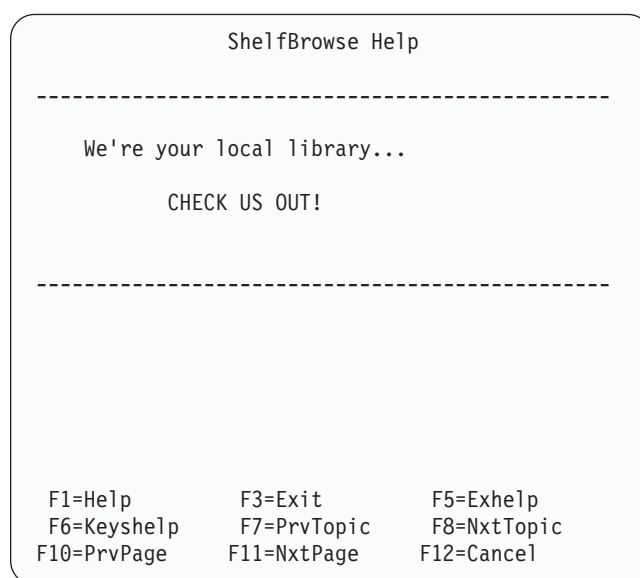 ShelfBrowse Help
------------------------------------------------
We're your local library...
CHECK US OUT!
------------------------------------------------
F1=Help F3=Exit F5=Exhelp
F6=Keyshelp F7=PrvTopic F8=NxtTopic
F10=PrvPage F11=NxtPage F12=Cancel